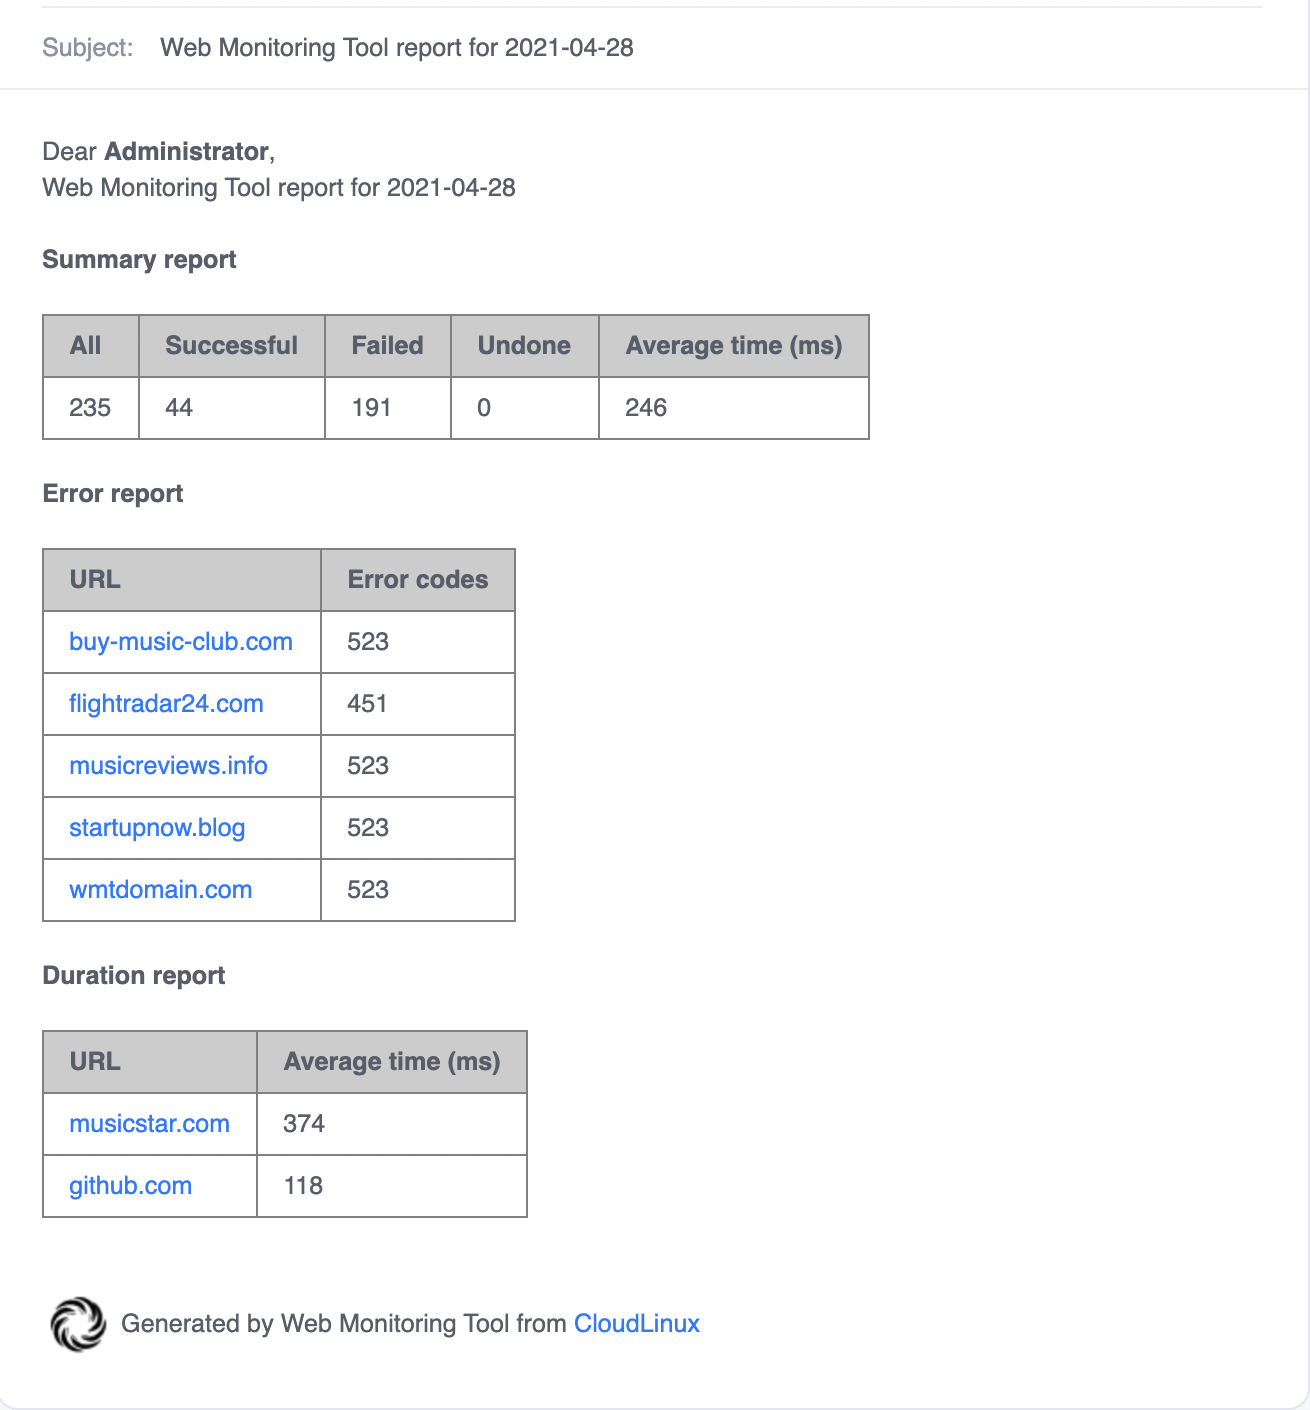 Subject: Web Monitoring Tool report for 2021-04-28
Dear Administrator,
Web Monitoring Tool report for 2021-04-28
Summary report
All Successful Failed Undone Average time (ms)
235 44 191 0 246
Error report
URL Error codes
buy-music-club.com 523
flightradar24.com 451
musicreviews.info 523
startupnow.blog 523
wmtdomain.com 523
Duration report
URL Average time (ms)
musicstar.com 374
github.com 118
Generated by Web Monitoring Tool from CloudLinux